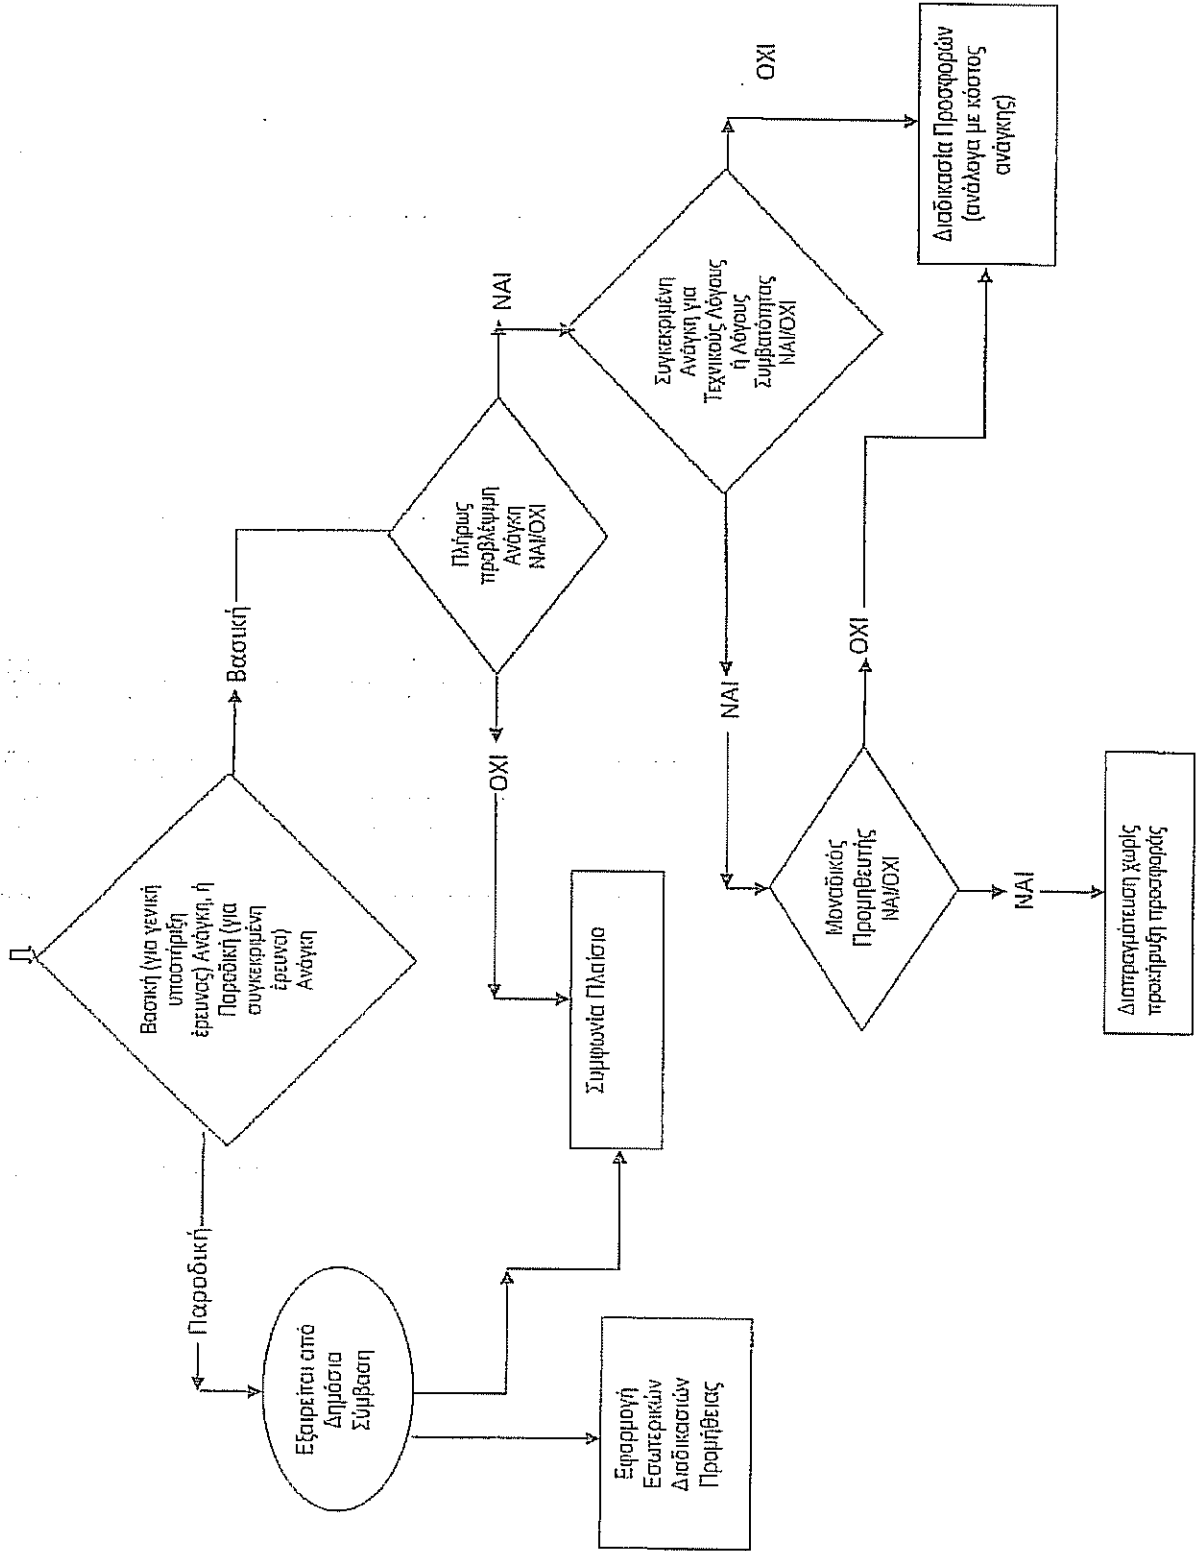 Βασική (για γενική
υποστήριξη
έρευνας) Ανάγκη, ή
Παροδική (για
συγκεκριμένη
έρευνα)
Ανάγκη
Παροδική
Βασική
Εξαιρείται από
Δημόσια
Σύμβαση
Πλήρως
προβλέψιμη
Ανάγκη
ΝΑΙ/ΟΧΙ
ΟΧΙ
ΝΑΙ
Εφαρμογή
Εσωτερικών
Διαδικασιών
Προμήθειας
Συμφωνία Πλαίσιο
Συγκεκριμένη
Ανάγκη για
Τεχνικούς Λόγους
ή Λόγους
Συμβατότητας
ΝΑΙ/ΟΧΙ
ΝΑΙ
ΟΧΙ
Μοναδικός
Προμηθευτής
ΝΑΙ/ΟΧΙ
ΟΧΙ
ΝΑΙ
Διαδικασία Προσφορών
(ανάλογα με κόστος
ανάγκης)
Διαπραγμάτευση χωρίς
προκήρυξη προσφοράς